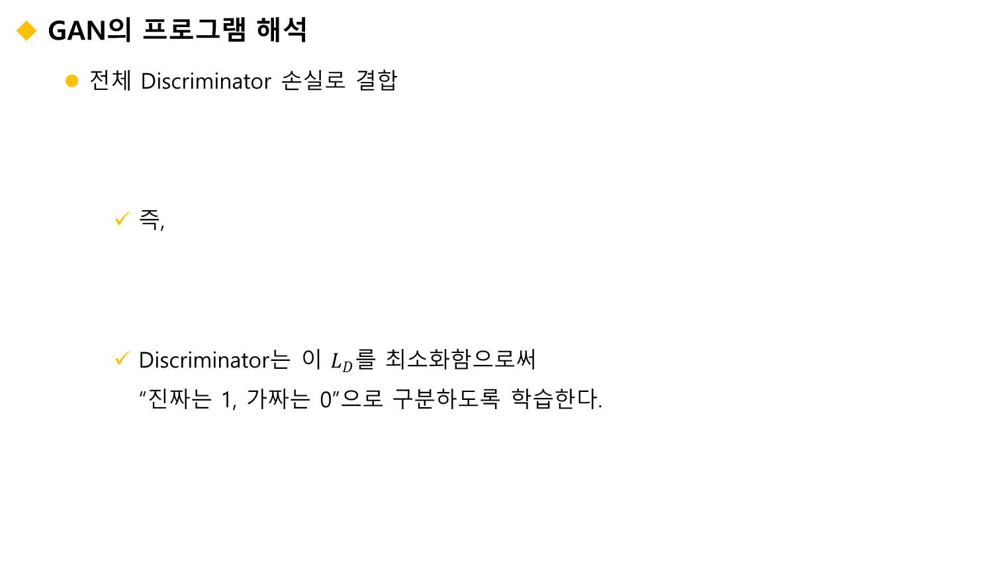 GAN의 프로그램 해석
전체 Discriminator 손실로 결합
즉,
Discriminator는 이 L_D를 최소화함으로써
“진짜는 1, 가짜는 0”으로 구분하도록 학습한다.